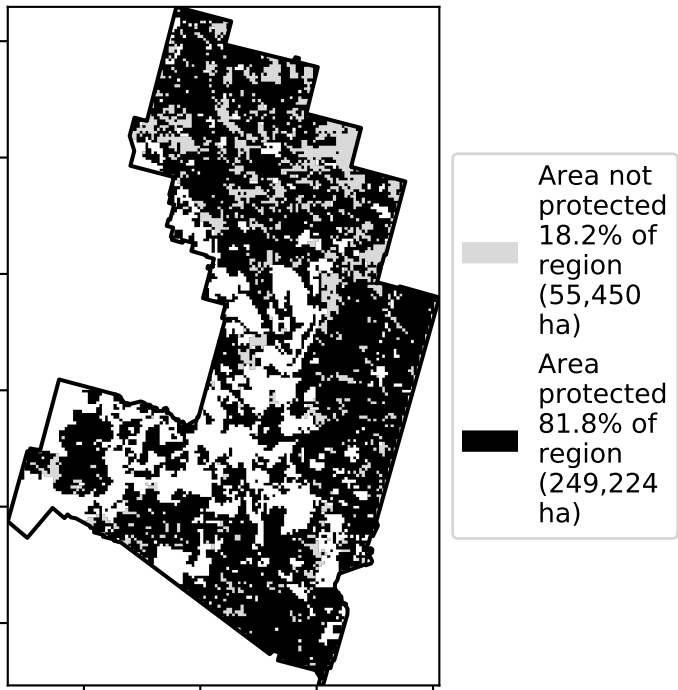 Area not
protected
18.2% of
region
(55,450
ha)
Area
protected
81.8% of
region
(249,224
ha)